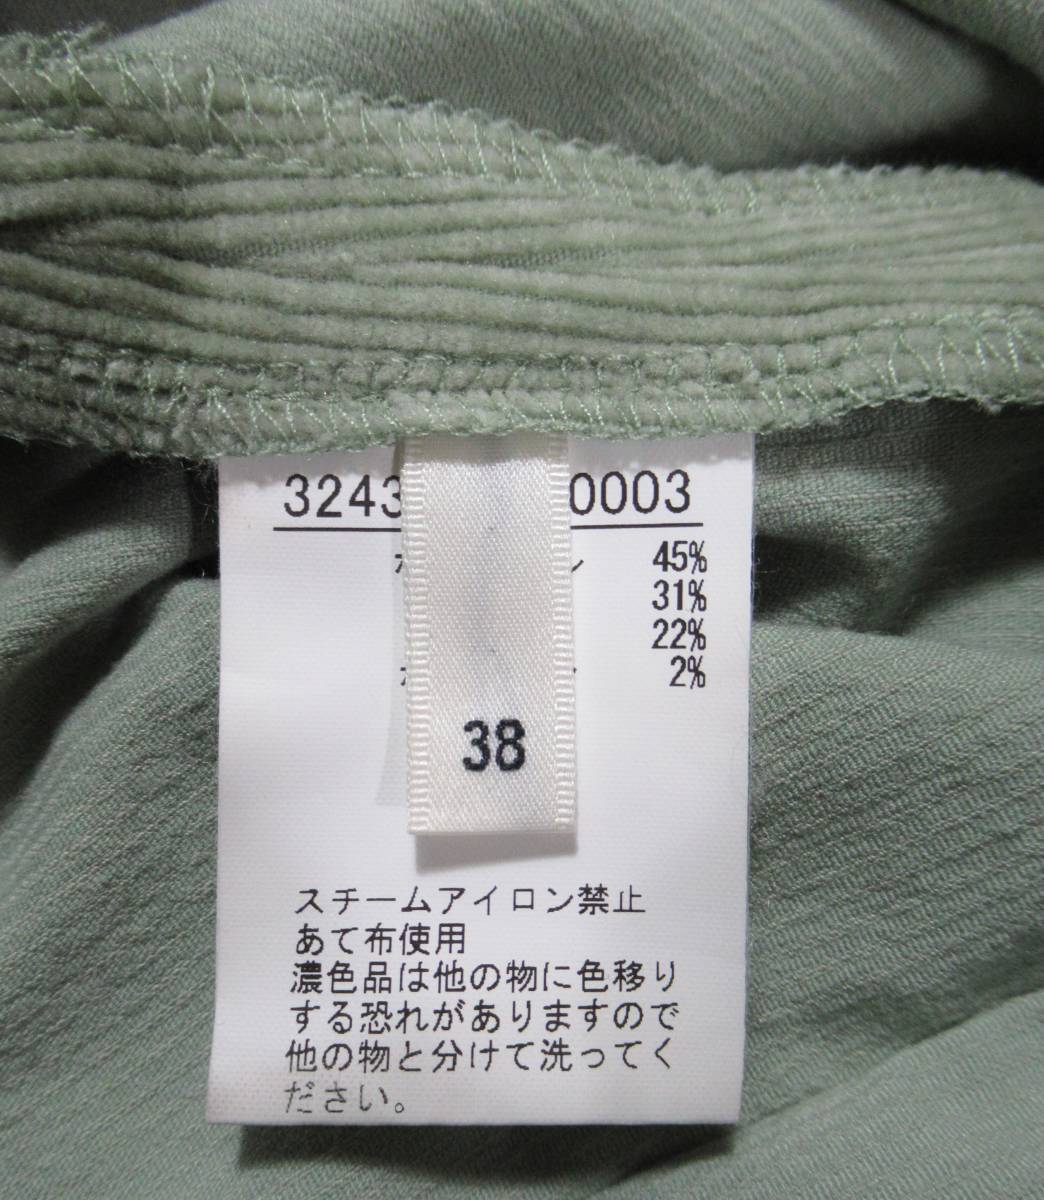 3243 0003
45%
31%
22%
2%
38
スチームアイロン禁止
あて布使用
濃色品は他の物に色移り
する恐れがありますので
他の物と分けて洗ってく
ださい。